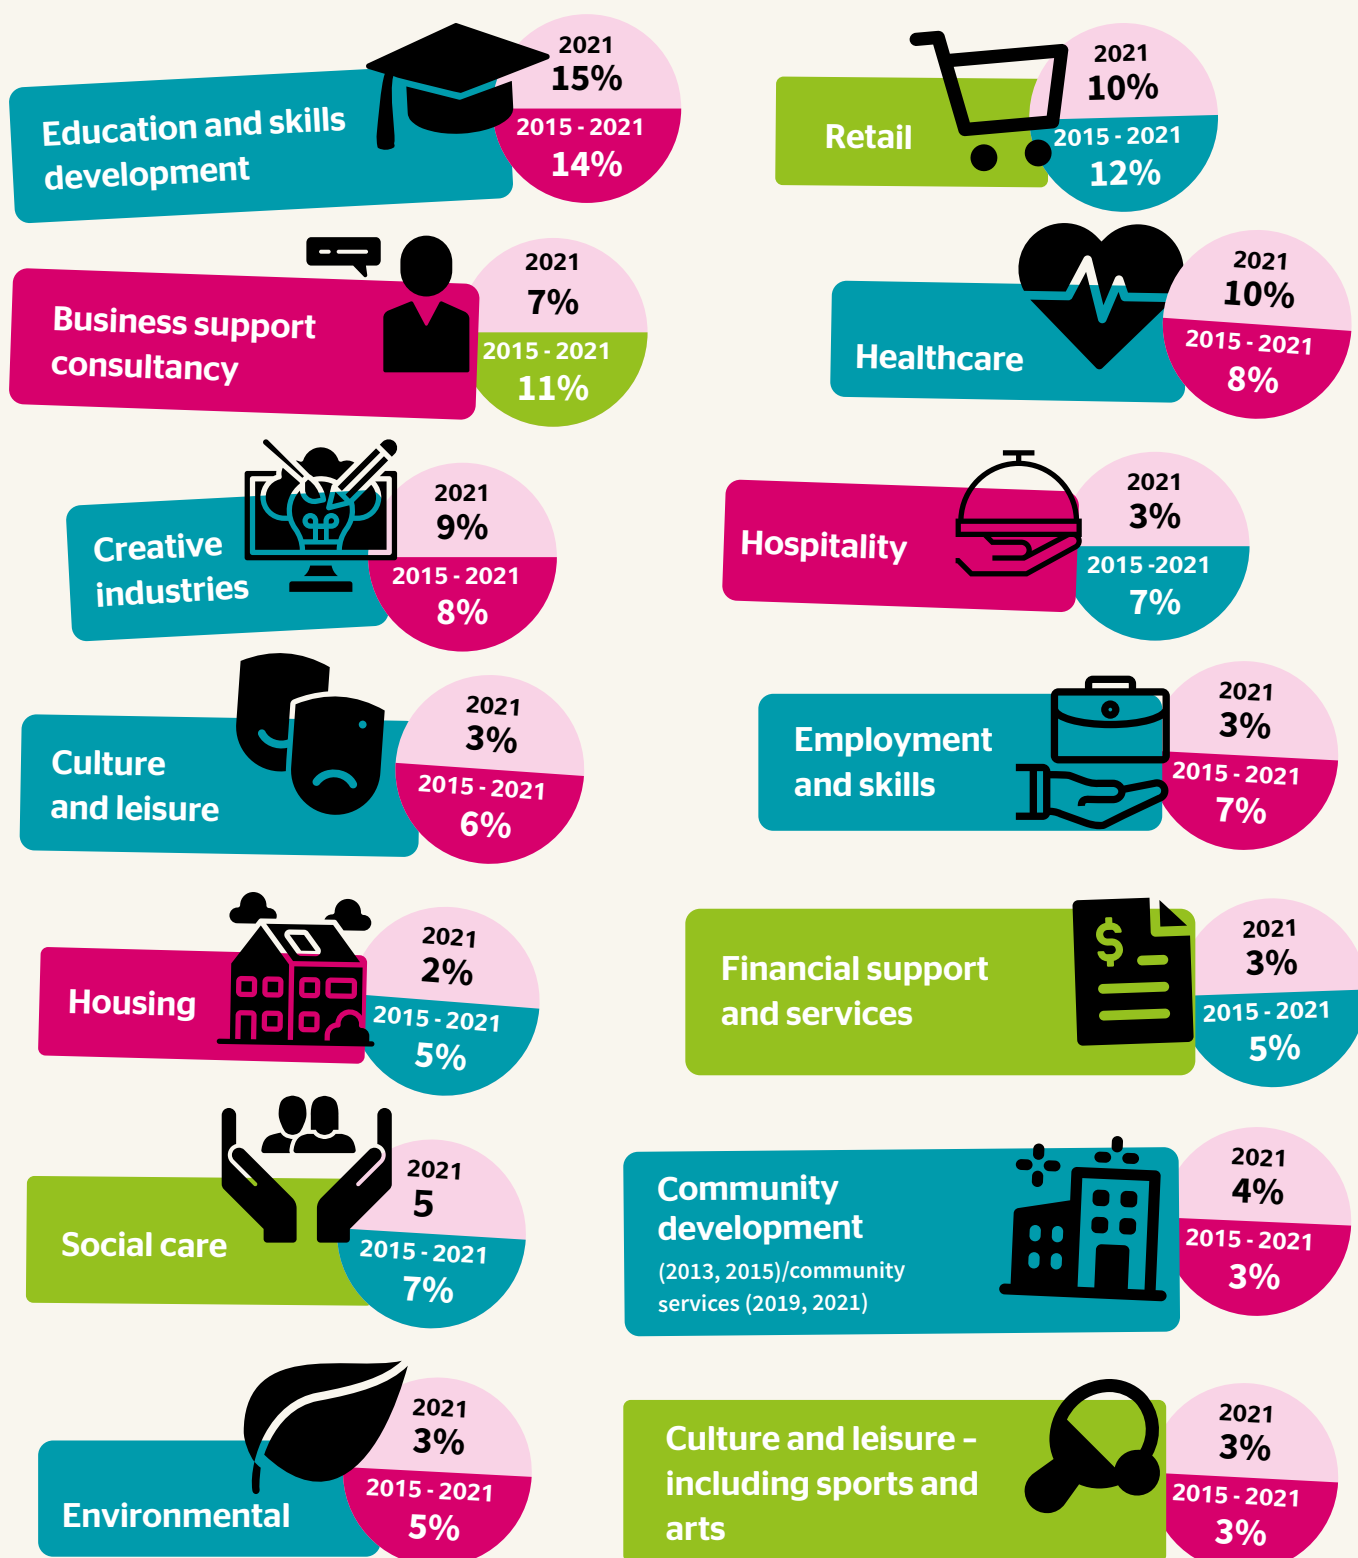 Education and skills
development
2021
15%
2015 - 2021
14%
Retail
2021
10%
2015 - 2021
12%
Business support
consultancy
2021
7%
2015 - 2021
11%
Healthcare
2021
10%
2015 - 2021
8%
Creative
industries
2021
9%
2015 - 2021
8%
Hospitality
2021
3%
2015 -2021
7%
Culture
and leisure
2021
3%
2015 - 2021
6%
Employment
and skills
2021
3%
2015 - 2021
7%
Housing
2021
2%
2015 - 2021
5%
Financial support
and services
2021
3%
2015 - 2021
5%
$
Social care
2021
5
2015 - 2021
7%
Community
development
(2013, 2015)/community
services (2019, 2021)
2021
4%
2015 - 2021
3%
Environmental
2021
3%
2015 - 2021
5%
Culture and leisure –
including sports and
arts
2021
3%
2015 - 2021
3%